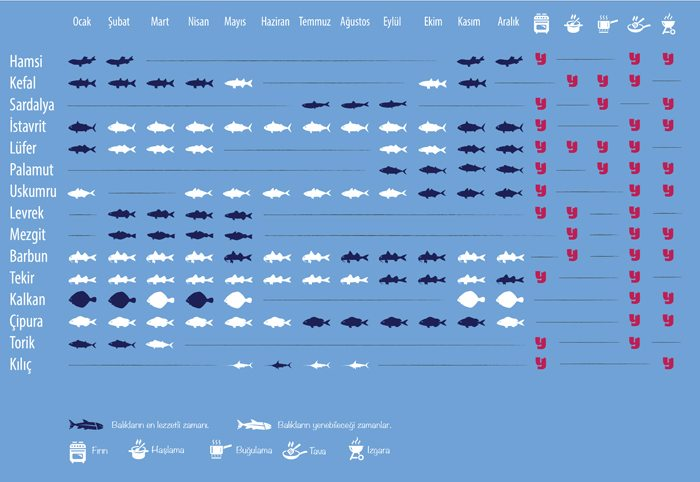 Ocak Şubat Mart Nisan Mayıs Haziran Temmuz Ağustos Eylül Ekim Kasım Aralık
Hamsi
Kefal
Sardalya
İstavrit
Lüfer
Palamut
Uskumru
Levrek
Mezgit
Barbun
Tekir
Kalkan
Çipura
Torik
Kılıç
Balıkların en lezzetli zamanı. Balıkların yenebileceği zamanlar.
Fırın Haşlama Buğulama Tava Izgara